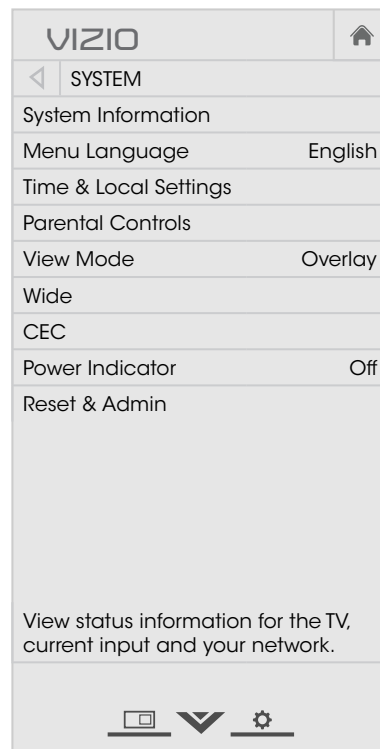 VIZIO
SYSTEM
System Information
Menu Language English
Time & Local Settings
Parental Controls
View Mode Overlay
Wide
CEC
Power Indicator Off
Reset & Admin
View status information for the TV,
current input and your network.